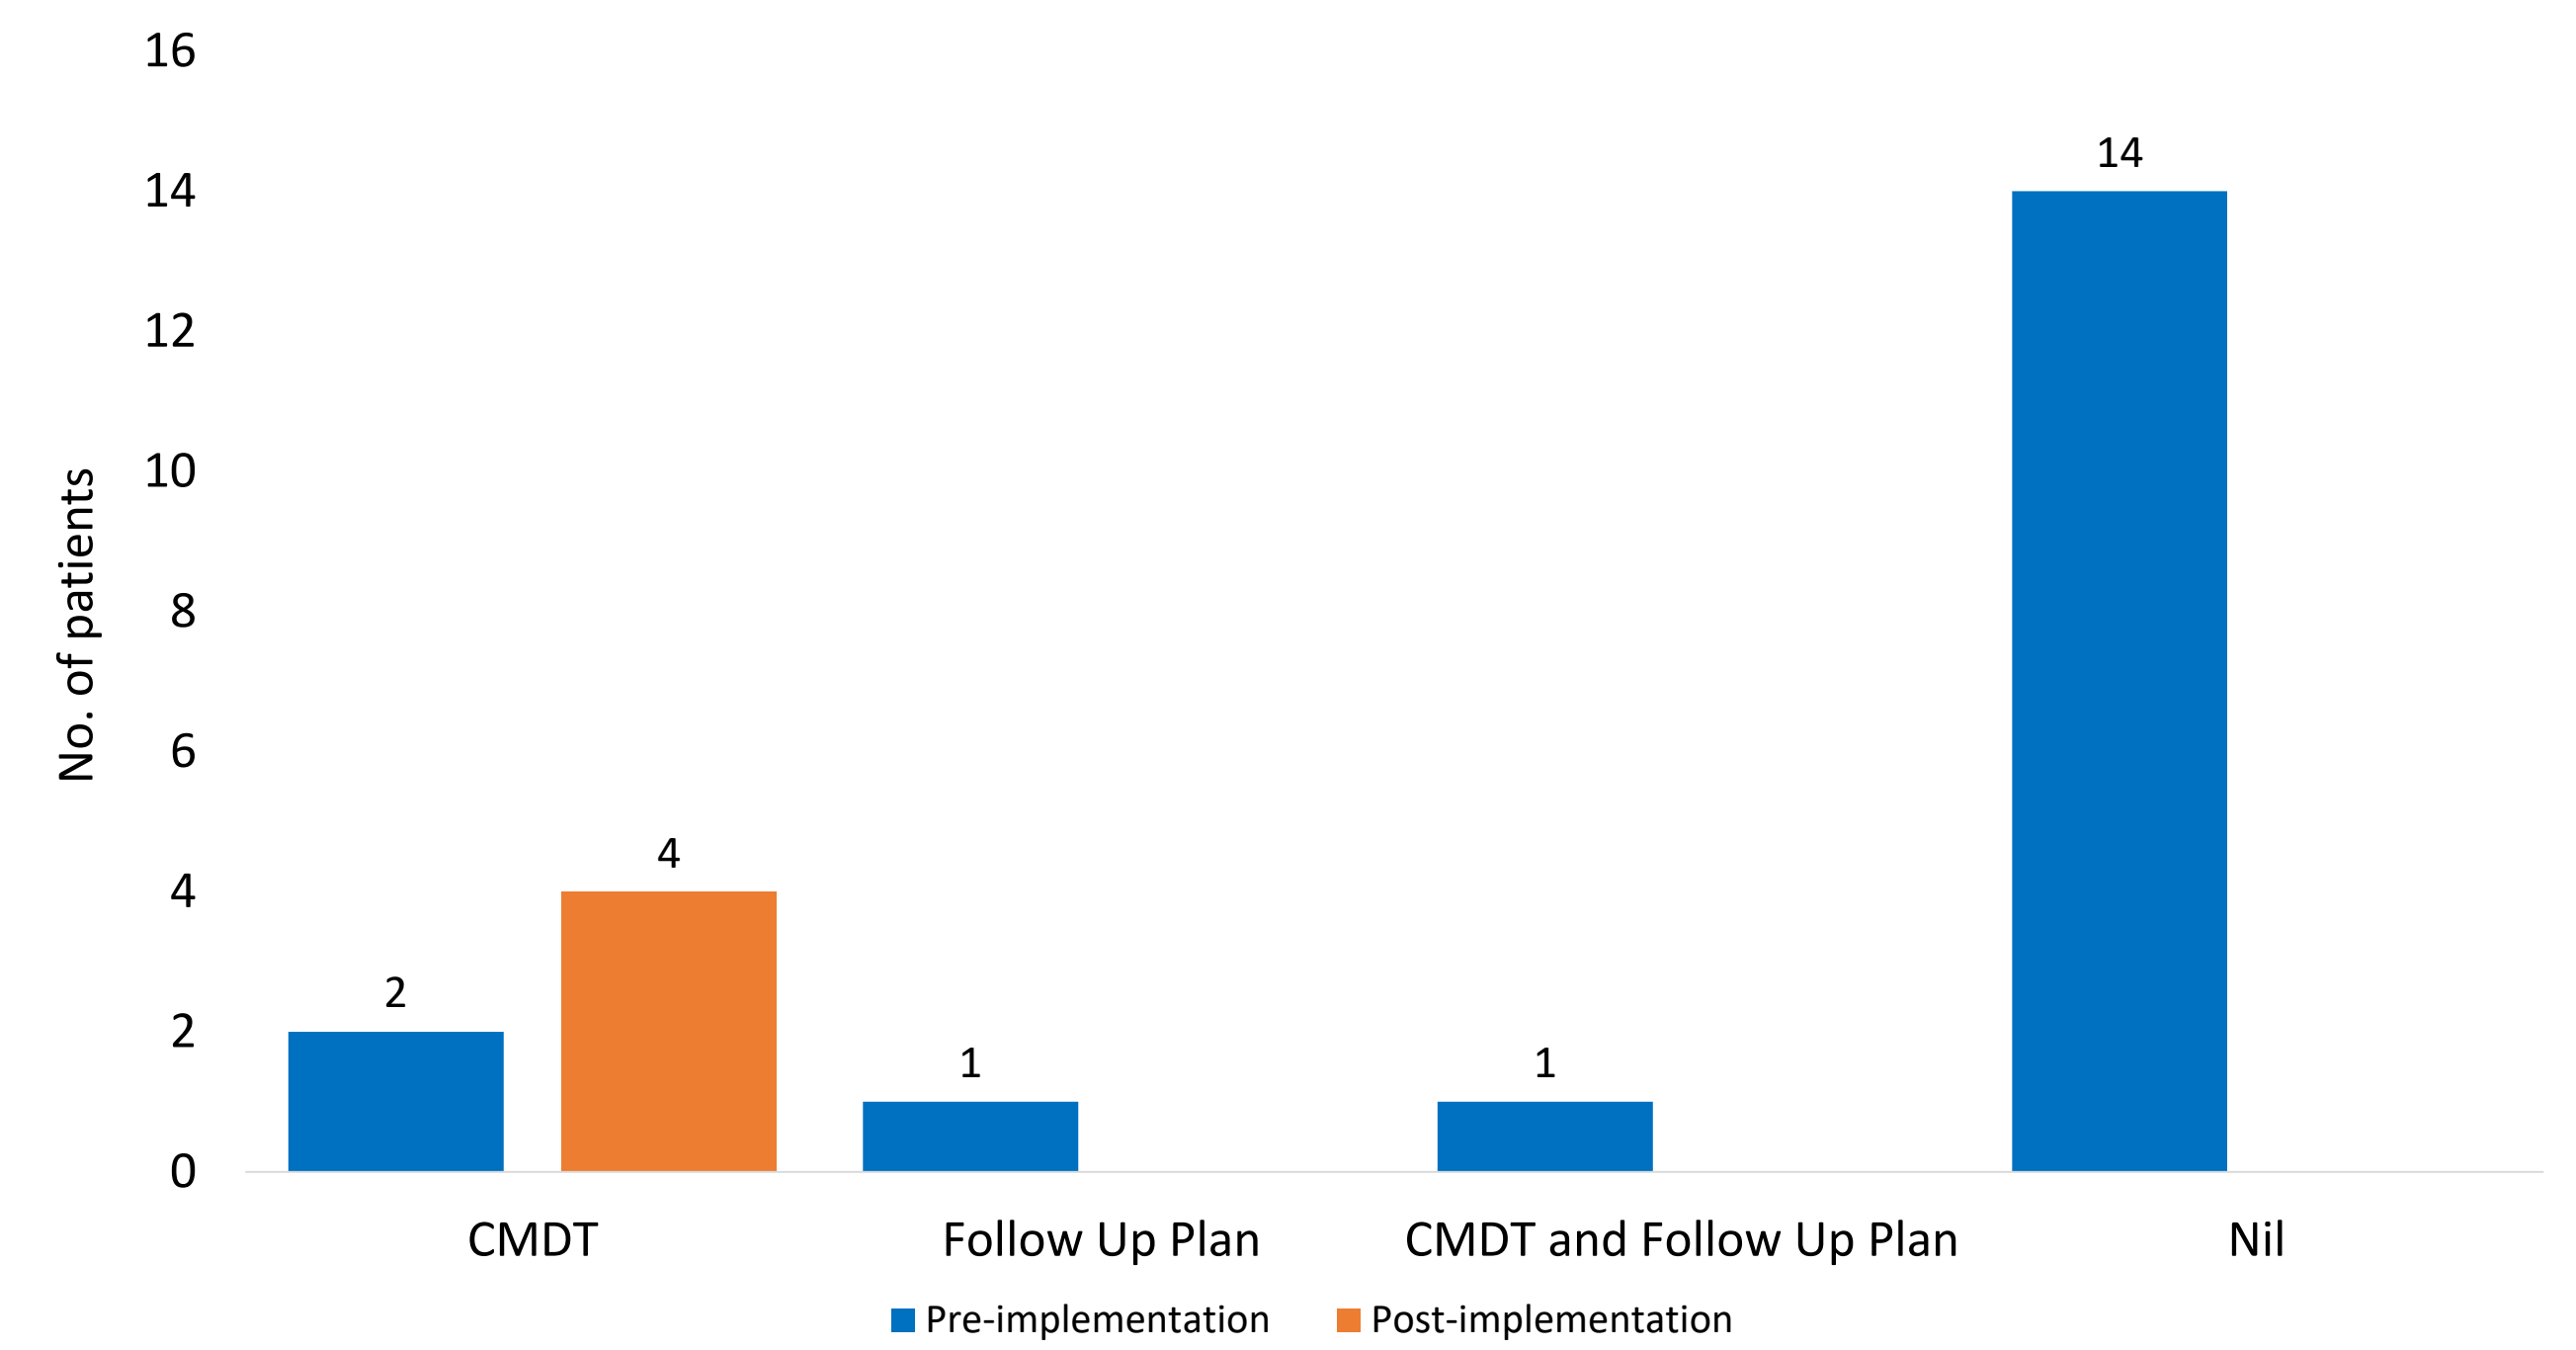 16
14
12
10
8
6
4
2
0
No. of patients
2
4
1
1
14
CMDT
Follow Up Plan
CMDT and Follow Up Plan
Nil
Pre-implementation
Post-implementation